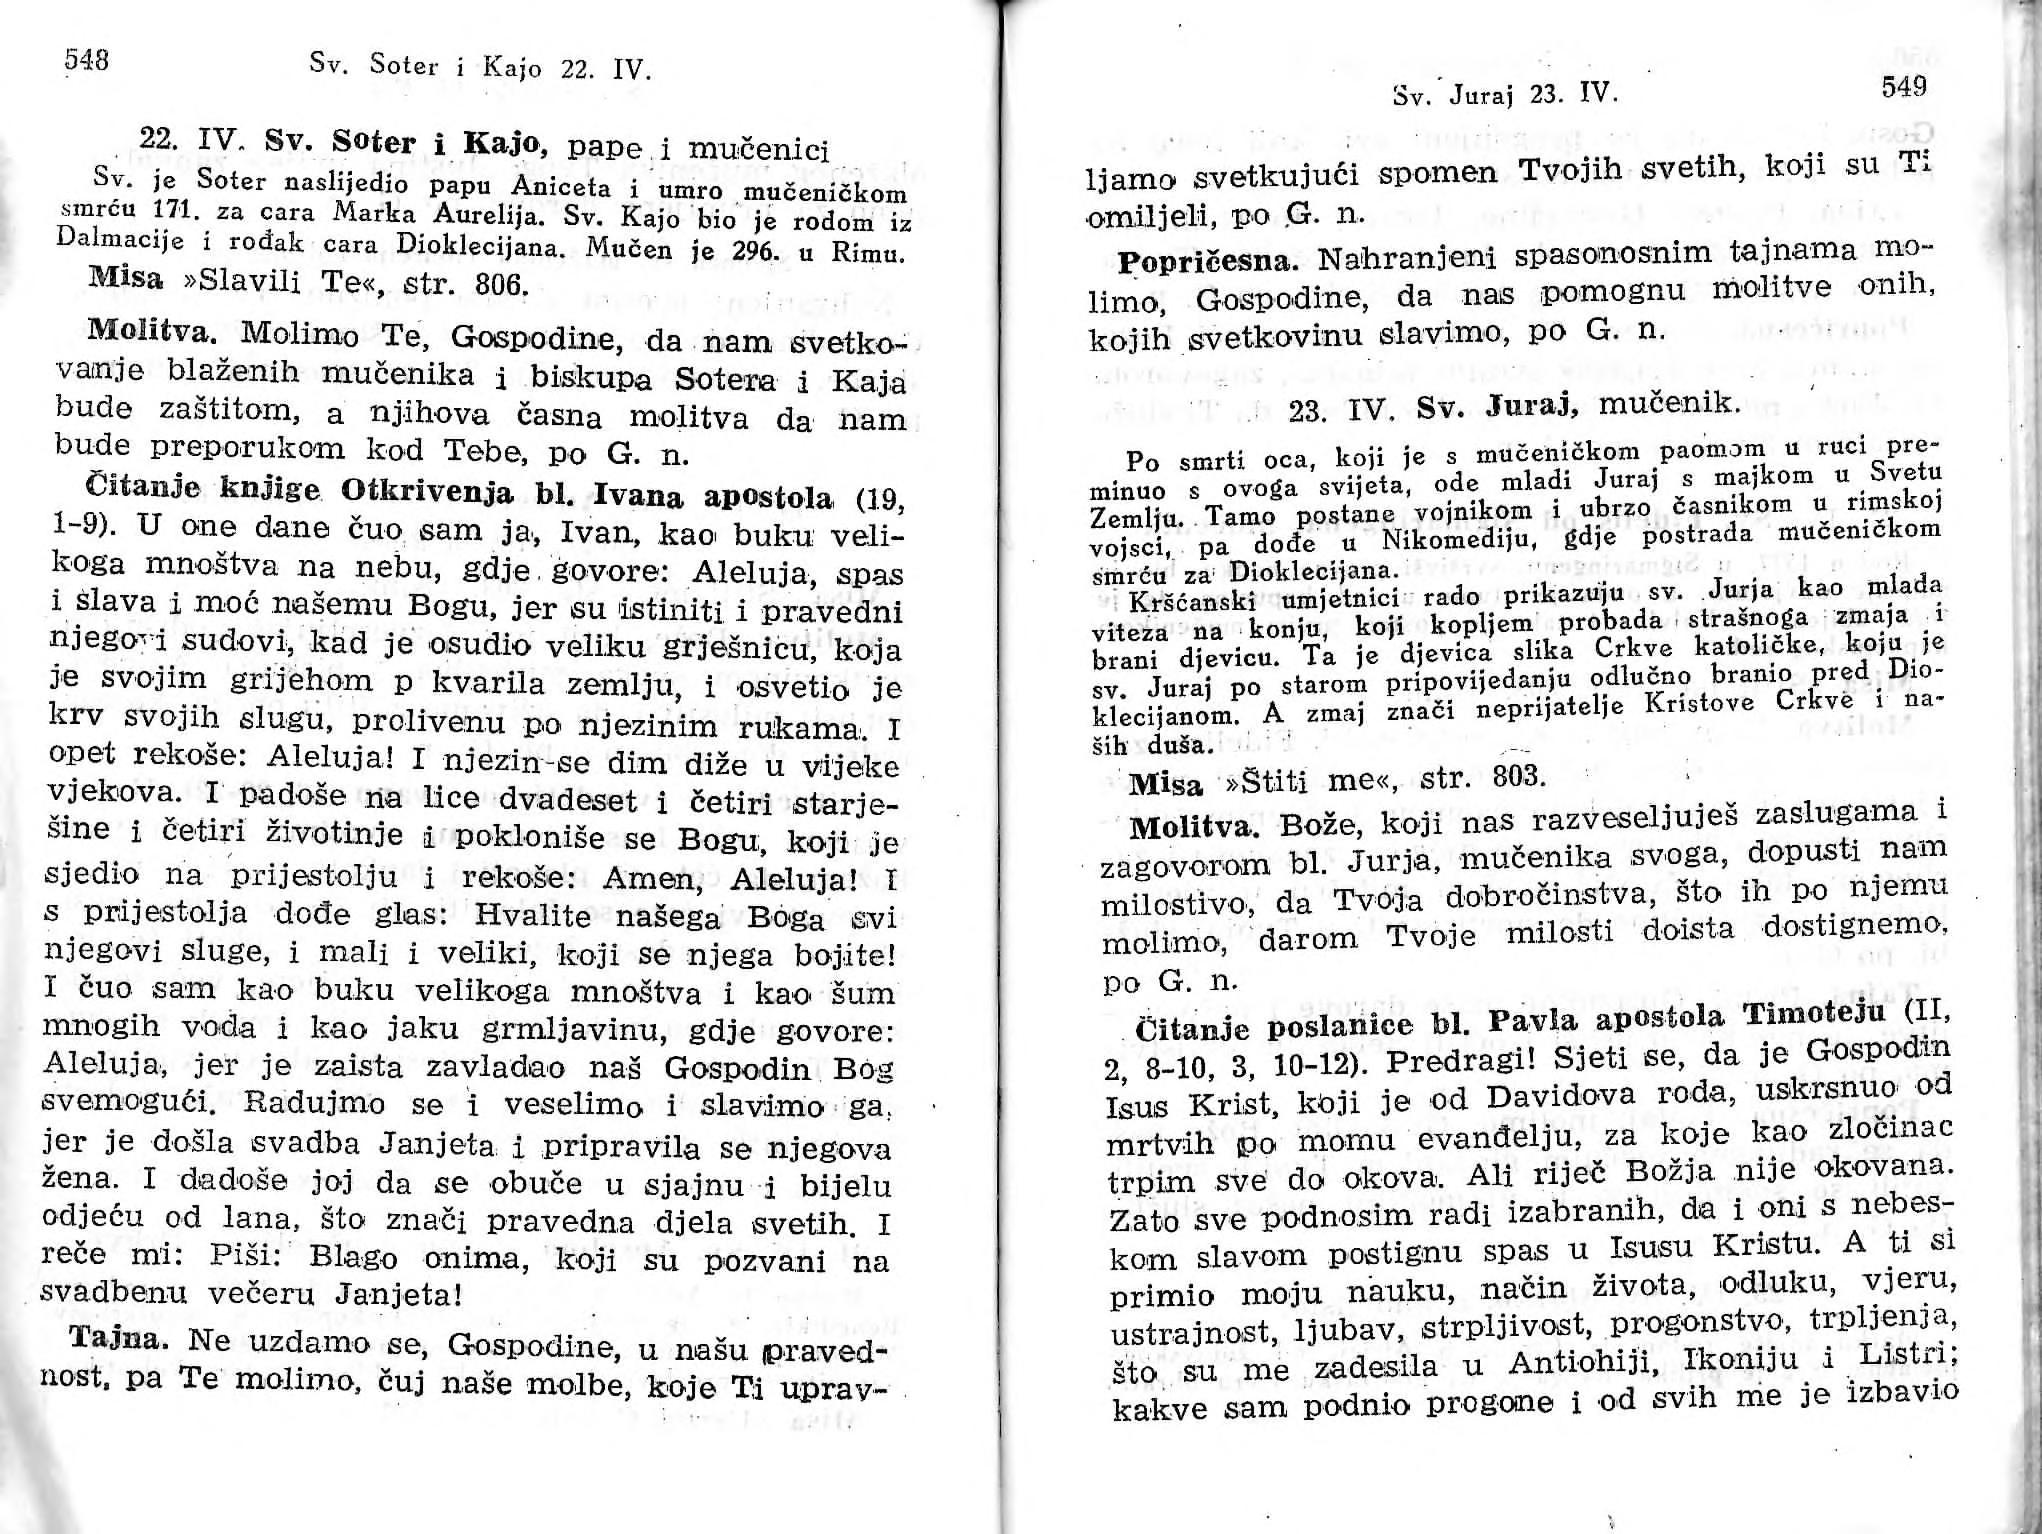 548
Sv. Soter i Kajo 22. IV.
22. IV. Sv. Soter i Kajo, pape i mučenici
Sv. je Soter naslijedio papu Aniceta i umro mučeničkom
smrću 171. za cara Marka Aurelija. Sv. Kajo bio je rodom iz
Dalmacije i rođak cara Dioklecijana. Mučen je 296. u Rimu.
Misa »Slavili Te«, str. 806.
Molitva. Molimo Te, Gospodine, da nam svetko-
vanje blaženih mučenika i biskupa Sotera i Kaja
bude zaštitom, a njihova časna molitva da nam
bude preporukom kod Tebe, po G. n.
Čitanje knjige Otkrivenja bl. Ivana apostola (19,
1-9). U one dane čuo sam ja, Ivan, kao buku veli-
koga mnoštva na nebu, gdje govore: Aleluja, spas
i slava i moć našemu Bogu, jer su istiniti i pravedni
njegovi sudovi, kad je osudio veliku grješnicu, koja
je svojim grijehom p kvarila zemlju, i osvetio je
krv svojih slugu, prolivenu po njezinim rukama. I
opet rekoše: Aleluja! I njezin se dim diže u vijeke
vjekova. I padoše na lice dvadeset i četiri starje-
šine i četiri životinje i pokloniše se Bogu, koji je
sjedio na prijestolju i rekoše: Amen, Aleluja! I
s prijestolja dođe glas: Hvalite našega Boga svi
njegovi sluge, i mali i veliki, koji se njega bojite!
I čuo sam kao buku velikoga mnoštva i kao šum
mnogih voda i kao jaku grmljavinu, gdje govore:
Aleluja, jer je zaista zavladao naš Gospodin Bog
svemogući. Radujmo se i veselimo i slavimo ga,
jer je došla svadba Janjeta i pripravila se njegova
žena. I dadoše joj da se obuče u sjajnu i bijelu
odjeću od lana, što znači pravedna djela svetih. I
reče mi: Piši: Blago onima, koji su pozvani na
svadbenu večeru Janjeta!
Tajna. Ne uzdamo se, Gospodine, u našu praved-
nost, pa Te molimo, čuj naše molbe, koje Ti uprav-
Sv. Juraj 23. IV.
549
ljamo svetkujući spomen Tvojih svetih, koji su Ti
omiljeli, po G. n.
Popričesna. Nahranjeni spasonosnim tajnama mo-
limo, Gospodine, da nas pomognu molitve onih,
kojih svetkovinu slavimo, po G. n.
23. IV. Sv. Juraj, mučenik.
Po smrti oca, koji je s mučeničkom paomom u ruci pre-
minuo s ovoga svijeta, ode mladi Juraj s majkom u Svetu
Zemlju. Tamo postane vojnikom i ubrzo časnikom u rimskoj
vojsci, pa dođe u Nikomediju, gdje postrada mučeničkom
smrću za Dioklecijana.
Kršćanski umjetnici rado prikazuju sv. Jurja kao mlada
viteza na konju, koji kopljem probada strašnoga zmaja i
brani djevicu. Ta je djevica slika Crkve katoličke, koju je
sv. Juraj po starom pripovijedanju odlučno branio pred Dio-
klecijanom. A zmaj znači neprijatelje Kristove Crkve i na-
ših duša.
Misa »Štiti me«, str. 803.
Molitva. Bože, koji nas razveseljuješ zaslugama i
zagovorom bl. Jurja, mučenika svoga, dopusti nam
milostivo, da Tvoja dobročinstva, što ih po njemu
molimo, darom Tvoje milosti doista dostignemo,
po G. n.
Čitanje poslanice bl. Pavla apostola Timoteju (II,
2, 8-10, 3, 10-12). Predragi! Sjeti se, da je Gospodin
Isus Krist, koji je od Davidova roda, uskrsnuo od
mrtvih po momu evanđelju, za koje kao zločinac
trpim sve do okova. Ali riječ Božja nije okovana.
Zato sve podnosim radi izabranih, da i oni s nebes-
kom slavom postignu spas u Isusu Kristu. A ti si
primio moju nauku, način života, odluku, vjeru,
ustrajnost, ljubav, strpljivost, progonstvo, trpljenja,
što su me zadesila u Antiohiji, Ikoniju i Listri;
kakve sam podnio progone i od svih me je izbavio